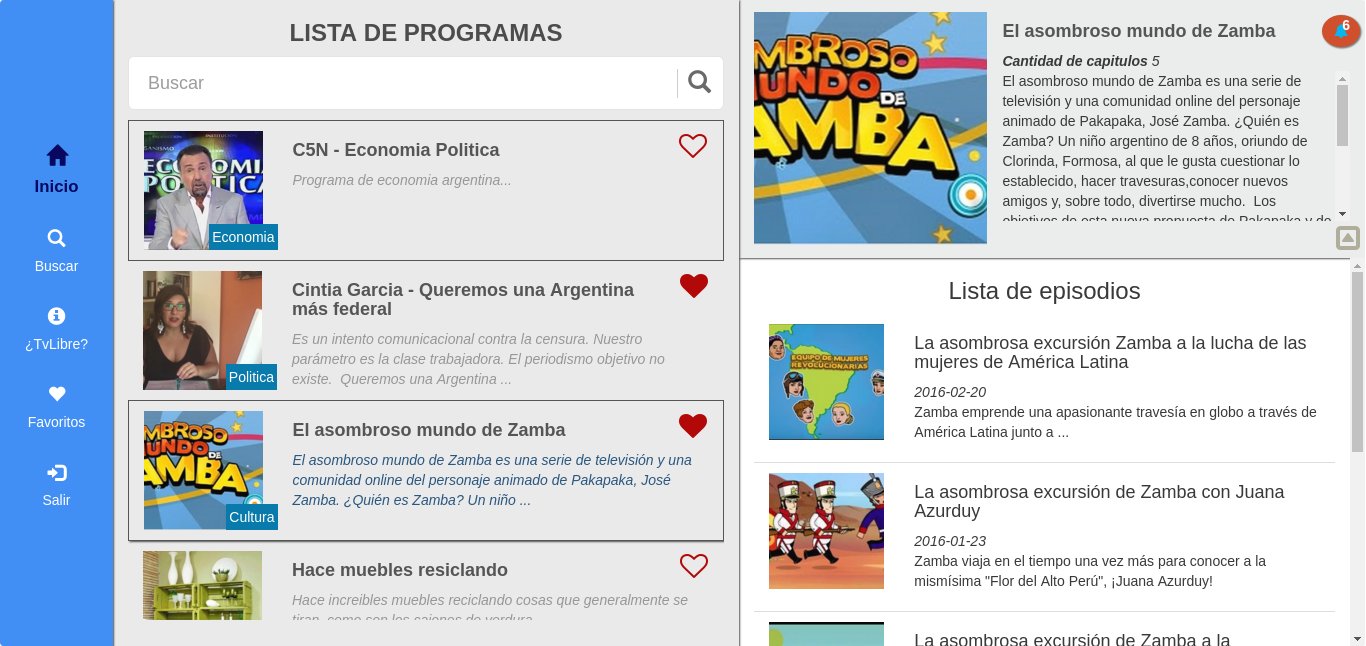 Inicio
Buscar
¿TvLibre?
Favoritos
Salir
LISTA DE PROGRAMAS
Buscar
ECONOMIA
POLITICA
Economia
C5N - Economia Politica
Programa de economia argentina...
Politica
Cintia Garcia - Queremos una Argentina
más federal
Es un intento comunicacional contra la censura. Nuestro
parámetro es la clase trabajadora. El periodismo objetivo no
existe.  Queremos una Argentina ...
MBROSO
UNDO
DE
AMBA
Cultura
El asombroso mundo de Zamba
El asombroso mundo de Zamba es una serie de televisión y una
comunidad online del personaje animado de Pakapaka, José
Zamba. ¿Quién es Zamba? Un niño ...
Hace muebles resiclando
Hace increibles muebles reciclando cosas que generalmente se
tiran, como son los cajones de verdura
MBROSO
UNDO
DE
AMBA
El asombroso mundo de Zamba
6
Cantidad de capitulos 5
El asombroso mundo de Zamba es una serie de
televisión y una comunidad online del personaje
animado de Pakapaka, José Zamba. ¿Quién es
Zamba? Un niño argentino de 8 años, oriundo de
Clorinda, Formosa, al que le gusta cuestionar lo
establecido, hacer travesuras,conocer nuevos
amigos y, sobre todo, divertirse mucho.  Los
objetivos de esta nueva propuesta de Pakapaka y de
Lista de episodios
EQUIPO DE MUJERES
REVOLUCIONARIAS
La asombrosa excursión Zamba a la lucha de las
mujeres de América Latina
2016-02-20
Zamba emprende una apasionante travesía en globo a través de
América Latina junto a ...
La asombrosa excursión de Zamba con Juana
Azurduy
2016-01-23
Zamba viaja en el tiempo una vez más para conocer a la
mismísima "Flor del Alto Perú", ¡Juana Azurduy!
La asombrosa excursión de Zamba a la